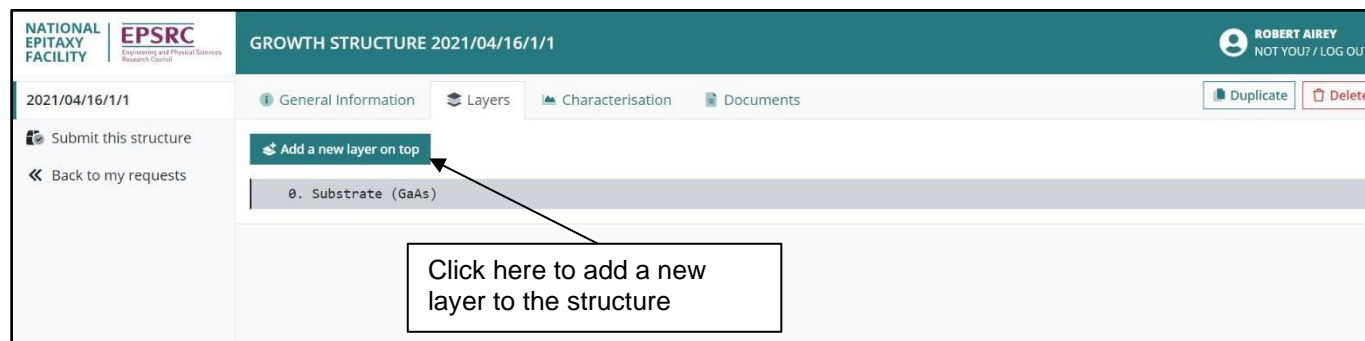 NATIONAL
EPITAXY
FACILITY
EPSRC
Engineering and Physical Sciences
Research Council
GROWTH STRUCTURE 2021/04/16/1/1
ROBERT AIREY
NOT YOU? / LOG OUT
2021/04/16/1/1
General Information
Layers
Characterisation
Documents
Duplicate
Delete
Submit this structure
Add a new layer on top
Back to my requests
0. Substrate (GaAs)
Click here to add a new
layer to the structure